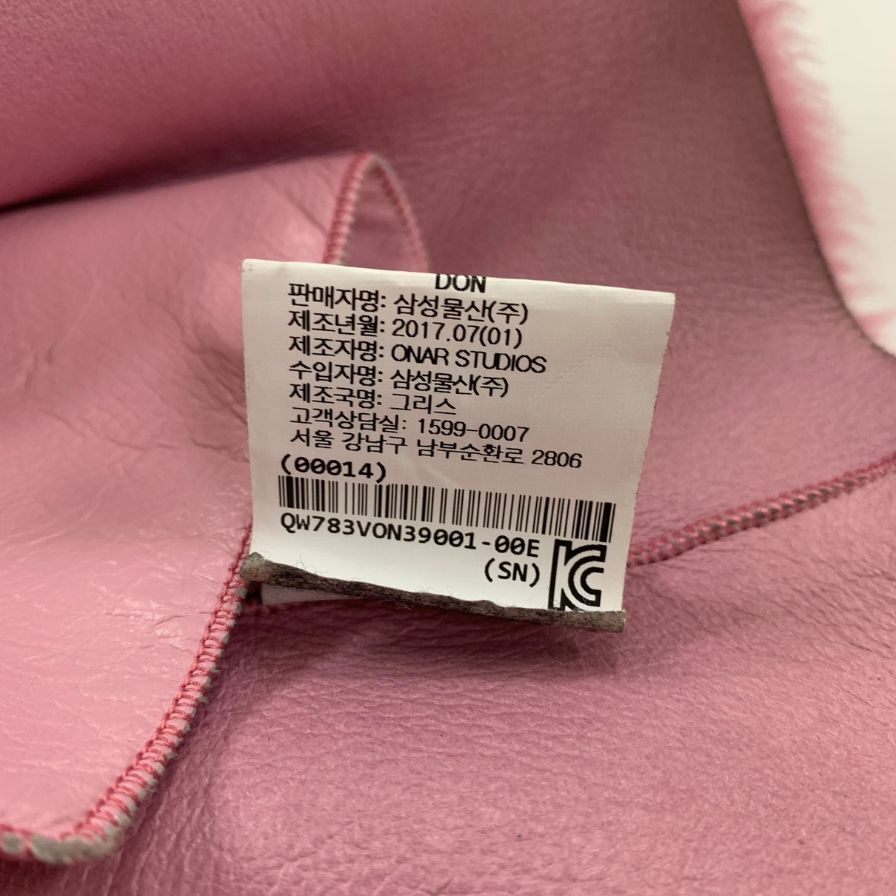 DON
판매자명: 삼성물산(주)
제조년월: 2017.07(01)
제조자명: ONAR STUDIOS
수입자명: 삼성물산(주)
제조국명: 그리스
고객상담실: 1599-0007
서울 강남구 남부순환로 2806
(00014)
QW783VON39001-00E
(SN)
KC